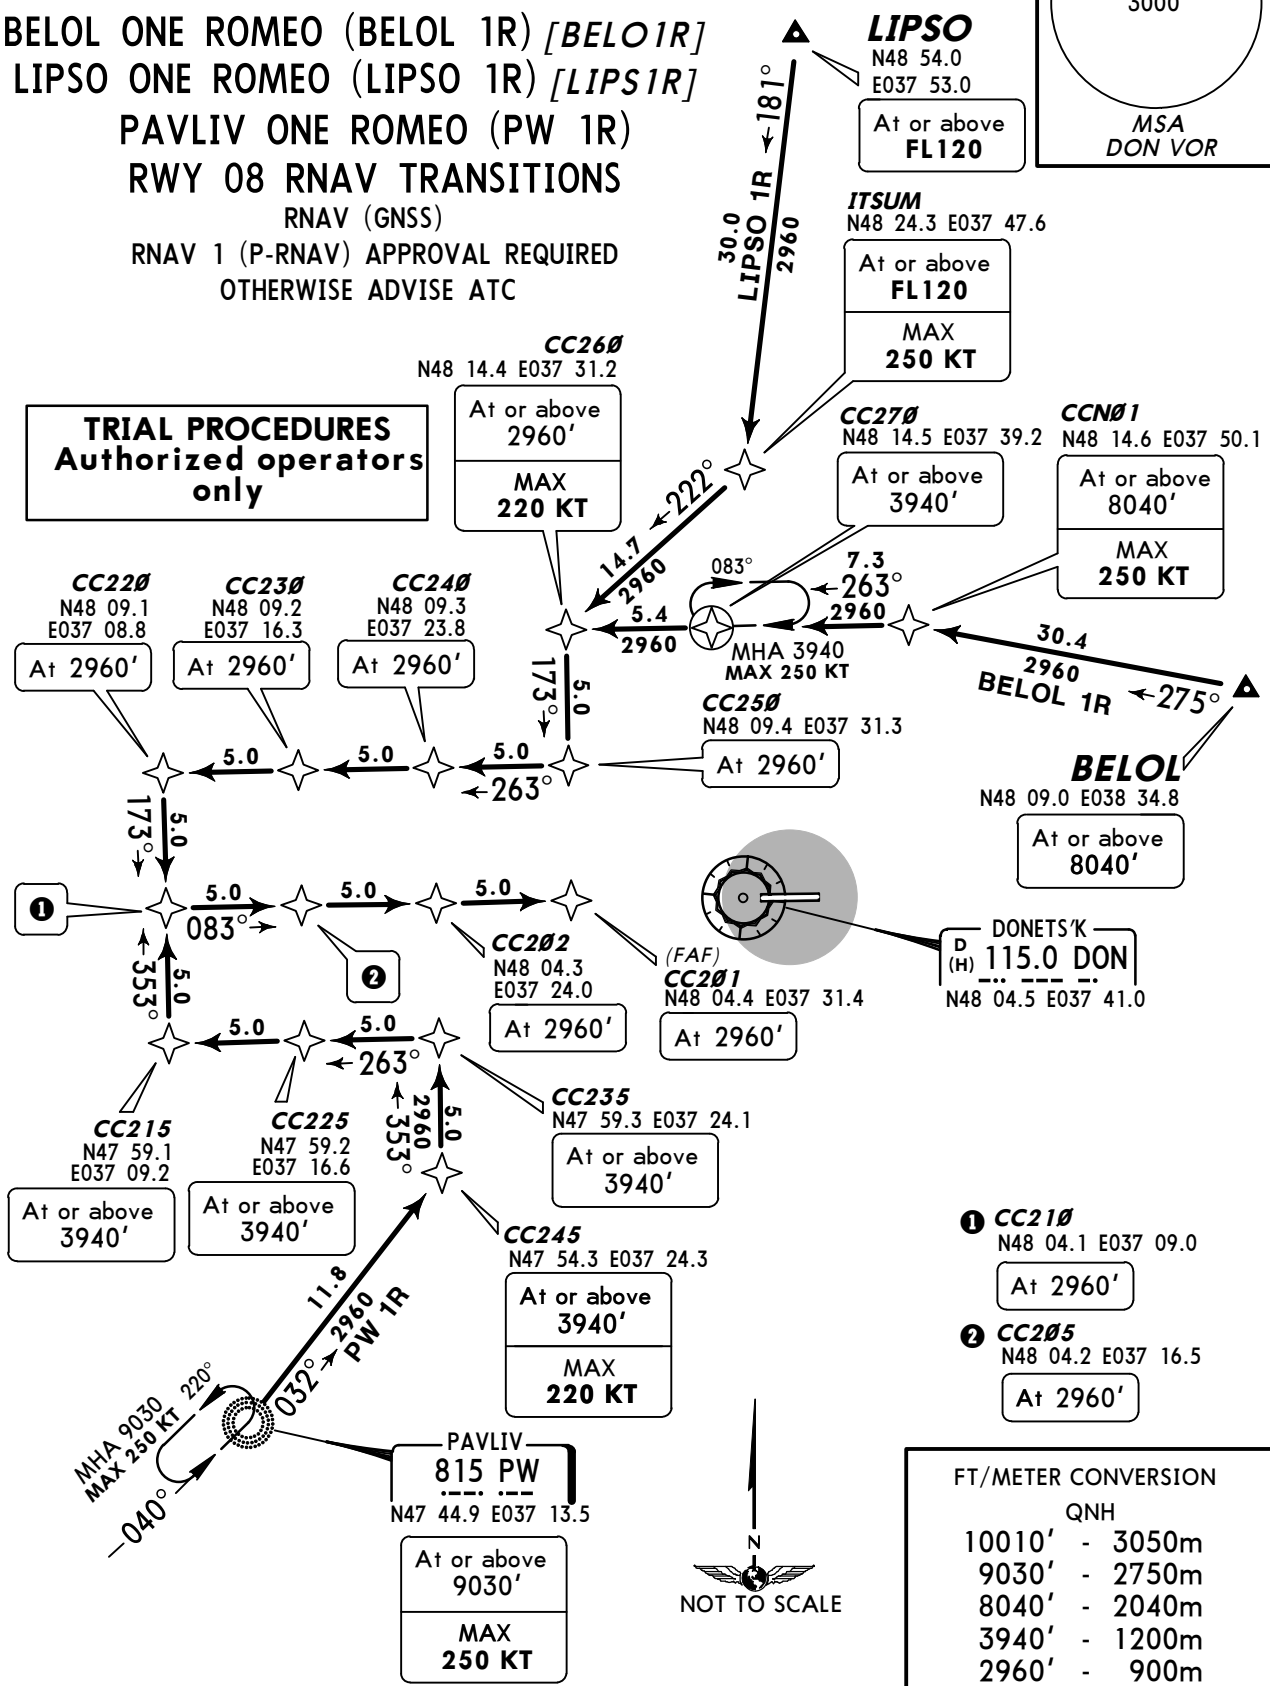 BELOL ONE ROMEO (BELOL 1R) [BELO1R]
LIPSO ONE ROMEO (LIPSO 1R) [LIPS1R]
PAVLIV ONE ROMEO (PW 1R)
RWY 08 RNAV TRANSITIONS
RNAV (GNSS)
RNAV 1 (P-RNAV) APPROVAL REQUIRED
OTHERWISE ADVISE ATC
3000
MSA
DON VOR
LIPSO
N48 54.0
E037 53.0
At or above
FL120
181°
30.0
LIPSO 1R
2960
ITSUM
N48 24.3 E037 47.6
At or above
FL120
MAX
250 KT
TRIAL PROCEDURES
Authorized operators
only
CC26Ø
N48 14.4 E037 31.2
At or above
2960'
MAX
220 KT
222°
14.7
2960
CC27Ø
N48 14.5 E037 39.2
At or above
3940'
CCNØ1
N48 14.6 E037 50.1
At or above
8040'
MAX
250 KT
083°
7.3
263°
2960
5.4
2960
MHA 3940
MAX 250 KT
30.4
2960
BELOL 1R
275°
BELOL
N48 09.0 E038 34.8
At or above
8040'
CC22Ø
N48 09.1
E037 08.8
At 2960'
CC23Ø
N48 09.2
E037 16.3
At 2960'
CC24Ø
N48 09.3
E037 23.8
At 2960'
173°
5.0
CC25Ø
N48 09.4 E037 31.3
At 2960'
5.0
5.0
5.0
263°
173°
5.0
1
5.0
5.0
5.0
083°
2
CC2Ø2
N48 04.3
E037 24.0
At 2960'
(FAF)
CC2Ø1
N48 04.4 E037 31.4
At 2960'
DONETS'K
D
(H)
115.0 DON
N48 04.5 E037 41.0
353°
5.0
5.0
5.0
263°
CC215
N47 59.1
E037 09.2
At or above
3940'
CC225
N47 59.2
E037 16.6
At or above
3940'
353°
2960
5.0
CC235
N47 59.3 E037 24.1
At or above
3940'
CC245
N47 54.3 E037 24.3
At or above
3940'
MAX
220 KT
11.8
2960
032°
PW 1R
220°
MHA 9030
MAX 250 KT
040°
PAVLIV
815 PW
N47 44.9 E037 13.5
At or above
9030'
MAX
250 KT
1 CC21Ø
N48 04.1 E037 09.0
At 2960'
2 CC2Ø5
N48 04.2 E037 16.5
At 2960'
N
NOT TO SCALE
FT/METER CONVERSION
QNH
10010' - 3050m
9030' - 2750m
8040' - 2040m
3940' - 1200m
2960' - 900m